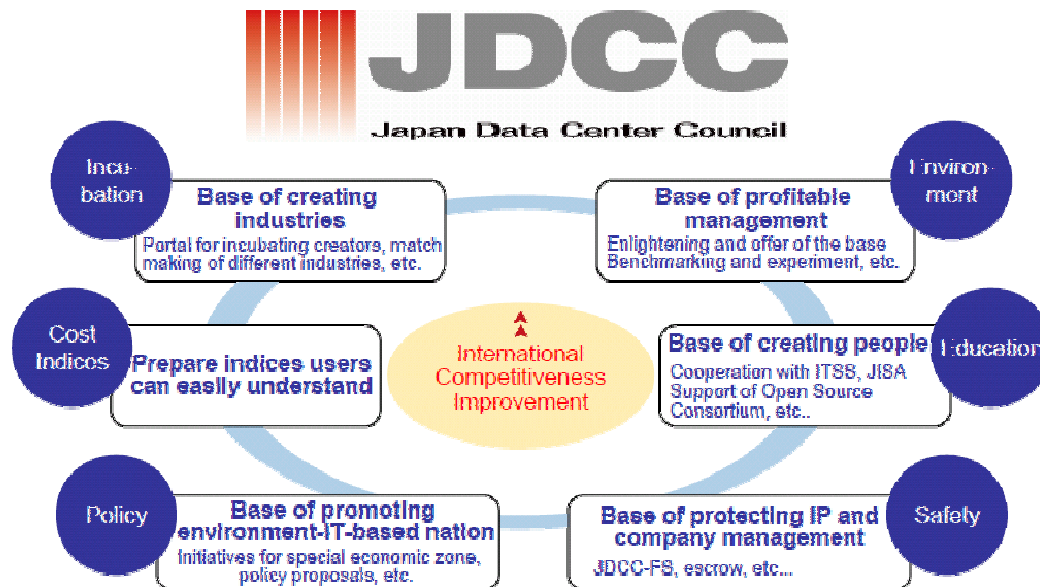 JDCC
Japan Data Center Council
Incu-
bation
Base of creating
industries
Portal for incubating creators, match
making of different industries, etc.
Environ-
ment
Base of profitable
management
Enlightening and offer of the base
Benchmarking and experiment, etc.
Cost
Indices
Prepare indices users
can easily understand
International
Competitiveness
Improvement
Education
Base of creating people
Cooperation with ITSS, JISA
Support of Open Source
Consortium, etc..
Policy
Base of promoting
environment-IT-based nation
Initiatives for special economic zone,
policy proposals, etc.
Safety
Base of protecting IP and
company management
JDCC-FS, escrow, etc...